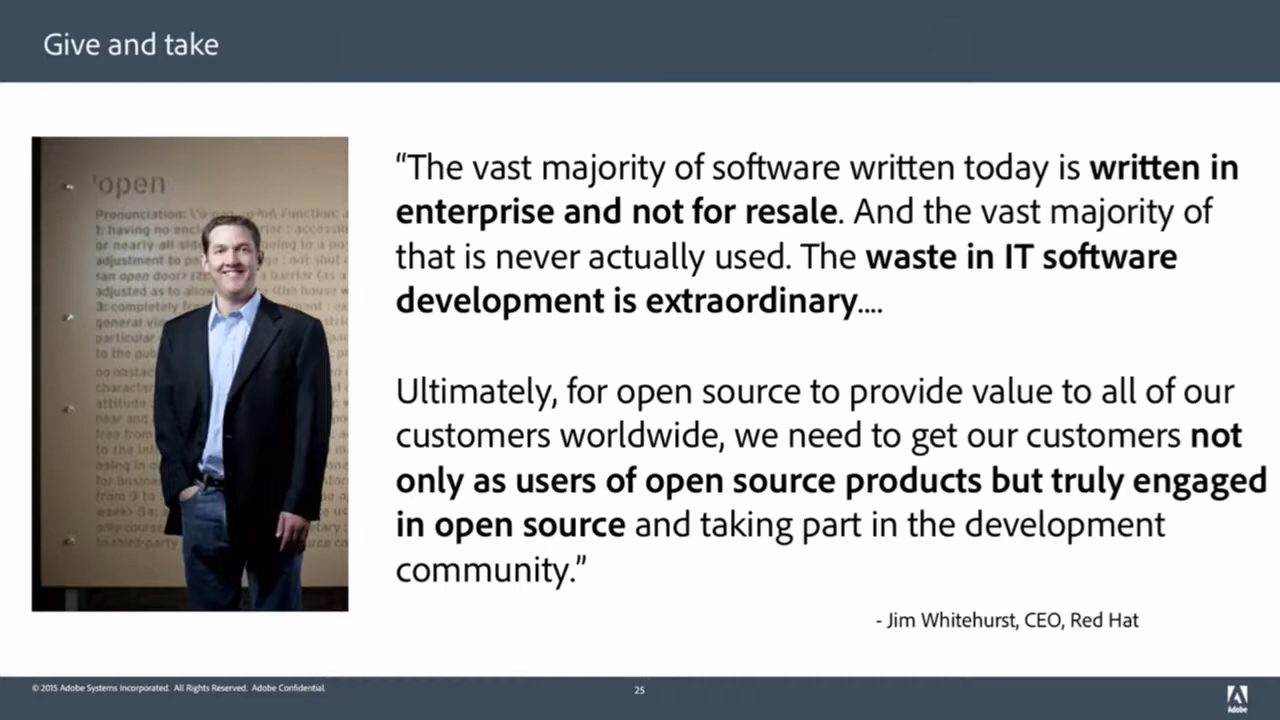 Give and take
'open
Pronunciation:
“The vast majority of software written today is written in
enterprise and not for resale. And the vast majority of
that is never actually used. The waste in IT software
development is extraordinary....
Ultimately, for open source to provide value to all of our
customers worldwide, we need to get our customers not
only as users of open source products but truly engaged
in open source and taking part in the development
community.”
- Jim Whitehurst, CEO, Red Hat
© 2015 Adobe Systems Incorporated. All Rights Reserved. Adobe Confidential.
25
Adobe